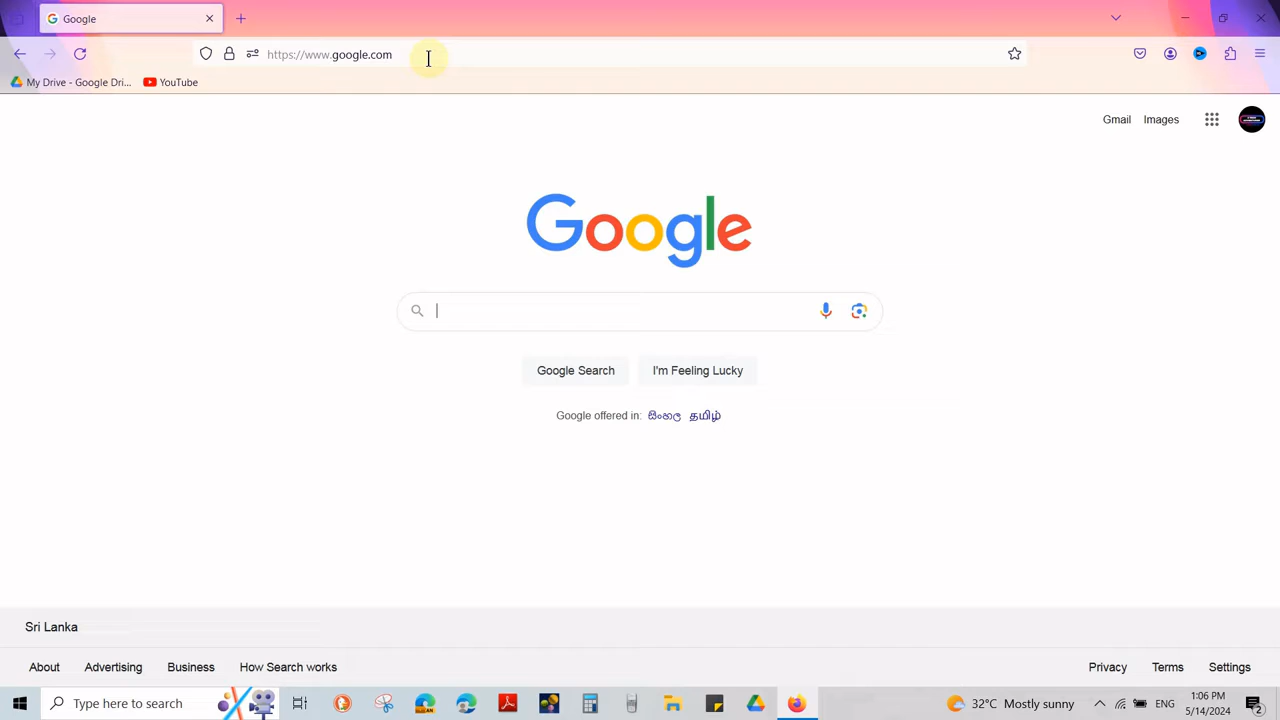 Google
https://www.google.com
My Drive - Google Dri...
YouTube
Gmail
Images
Google
Google Search
I'm Feeling Lucky
Google offered in: සිංහල தமிழ்
Sri Lanka
About
Advertising
Business
How Search works
Privacy
Terms
Settings
Type here to search
32°C Mostly sunny
ENG
1:06 PM
5/14/2024
2